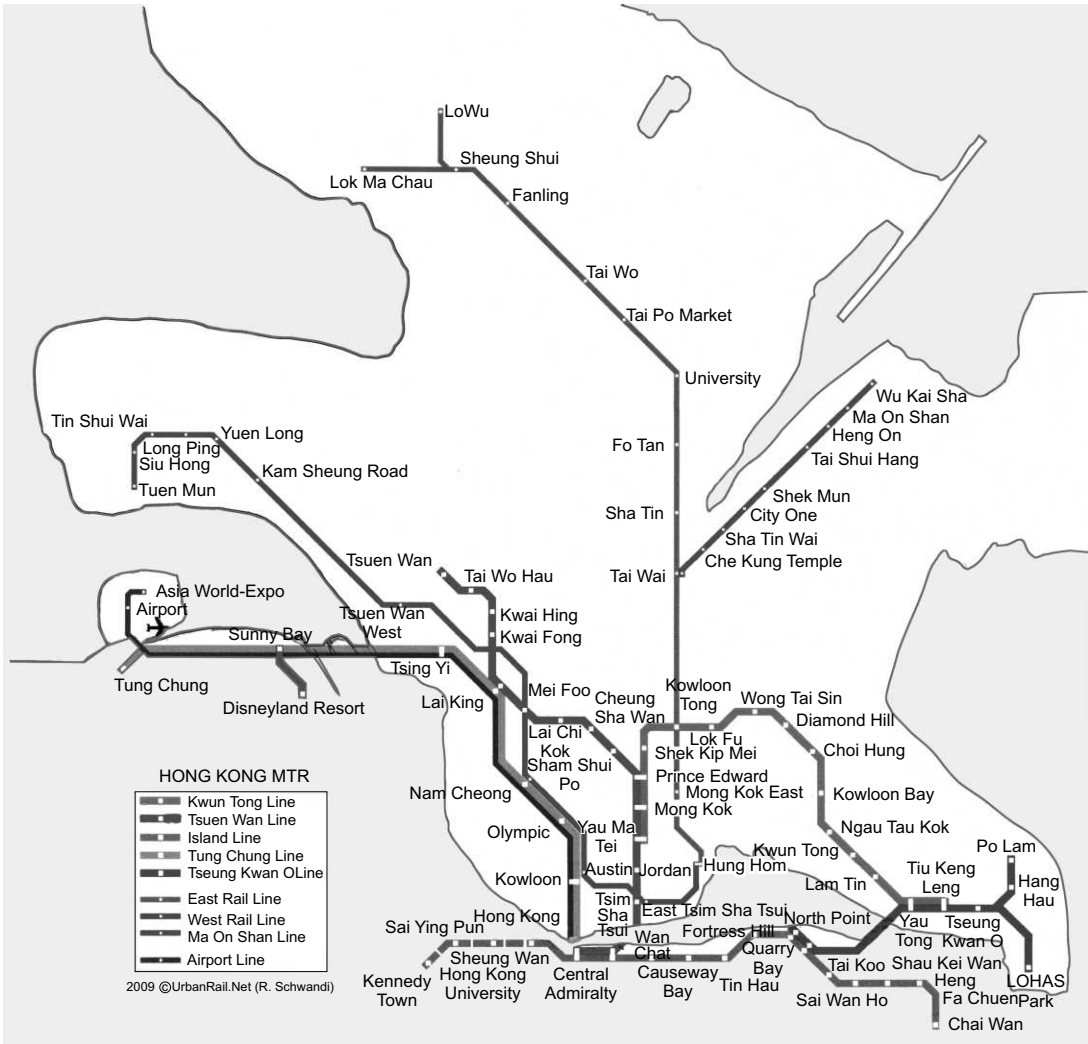 LoWu
Sheung Shui
Lok Ma Chau
Fanling
Tai Wo
Tai Po Market
University
Wu Kai Sha
Ma On Shan
Heng On
Tai Shui Hang
Shek Mun
City One
Sha Tin Wai
Che Kung Temple
Fo Tan
Sha Tin
Tai Wai
Tin Shui Wai
Yuen Long
Long Ping
Siu Hong
Kam Sheung Road
Tuen Mun
Tsuen Wan
Tai Wo Hau
Kwai Hing
Kwai Fong
Asia World-Expo
Airport
Tsuen Wan
West
Sunny Bay
Tsing Yi
Tung Chung
Disneyland Resort
Lai King
Mei Foo
Cheung
Sha Wan
Kowloon
Tong
Wong Tai Sin
Diamond Hill
Lok Fu
Choi Hung
Lai Chi
Kok
Shek Kip Mei
Sham Shui
Po
Prince Edward
Mong Kok East
Kowloon Bay
Nam Cheong
Mong Kok
Olympic
Yau Ma
Tei
Ngau Tau Kok
Kwun Tong
Po Lam
Austin
Jordan
Hung Hom
Tiu Keng
Leng
Hang
Hau
Kowloon
Lam Tin
Tsim
Sha
Tsui
East Tsim Sha Tsui
Hong Kong
North Point
Yau
Tong
Tseung
Kwan O
Sai Ying Pun
Wan
Chat
Fortress Hill
Quarry
Bay
Sheung Wan
Tai Koo
Shau Kei Wan
Kennedy
Town
Hong Kong
University
Central
Admiralty
Causeway
Bay
Tin Hau
Sai Wan Ho
Heng
Fa Chuen
LOHAS
Park
Chai Wan
HONG KONG MTR
Kwun Tong Line
Tsuen Wan Line
Island Line
Tung Chung Line
Tseung Kwan OLine
East Rail Line
West Rail Line
Ma On Shan Line
Airport Line
2009 ©UrbanRail.Net (R. Schwandi)